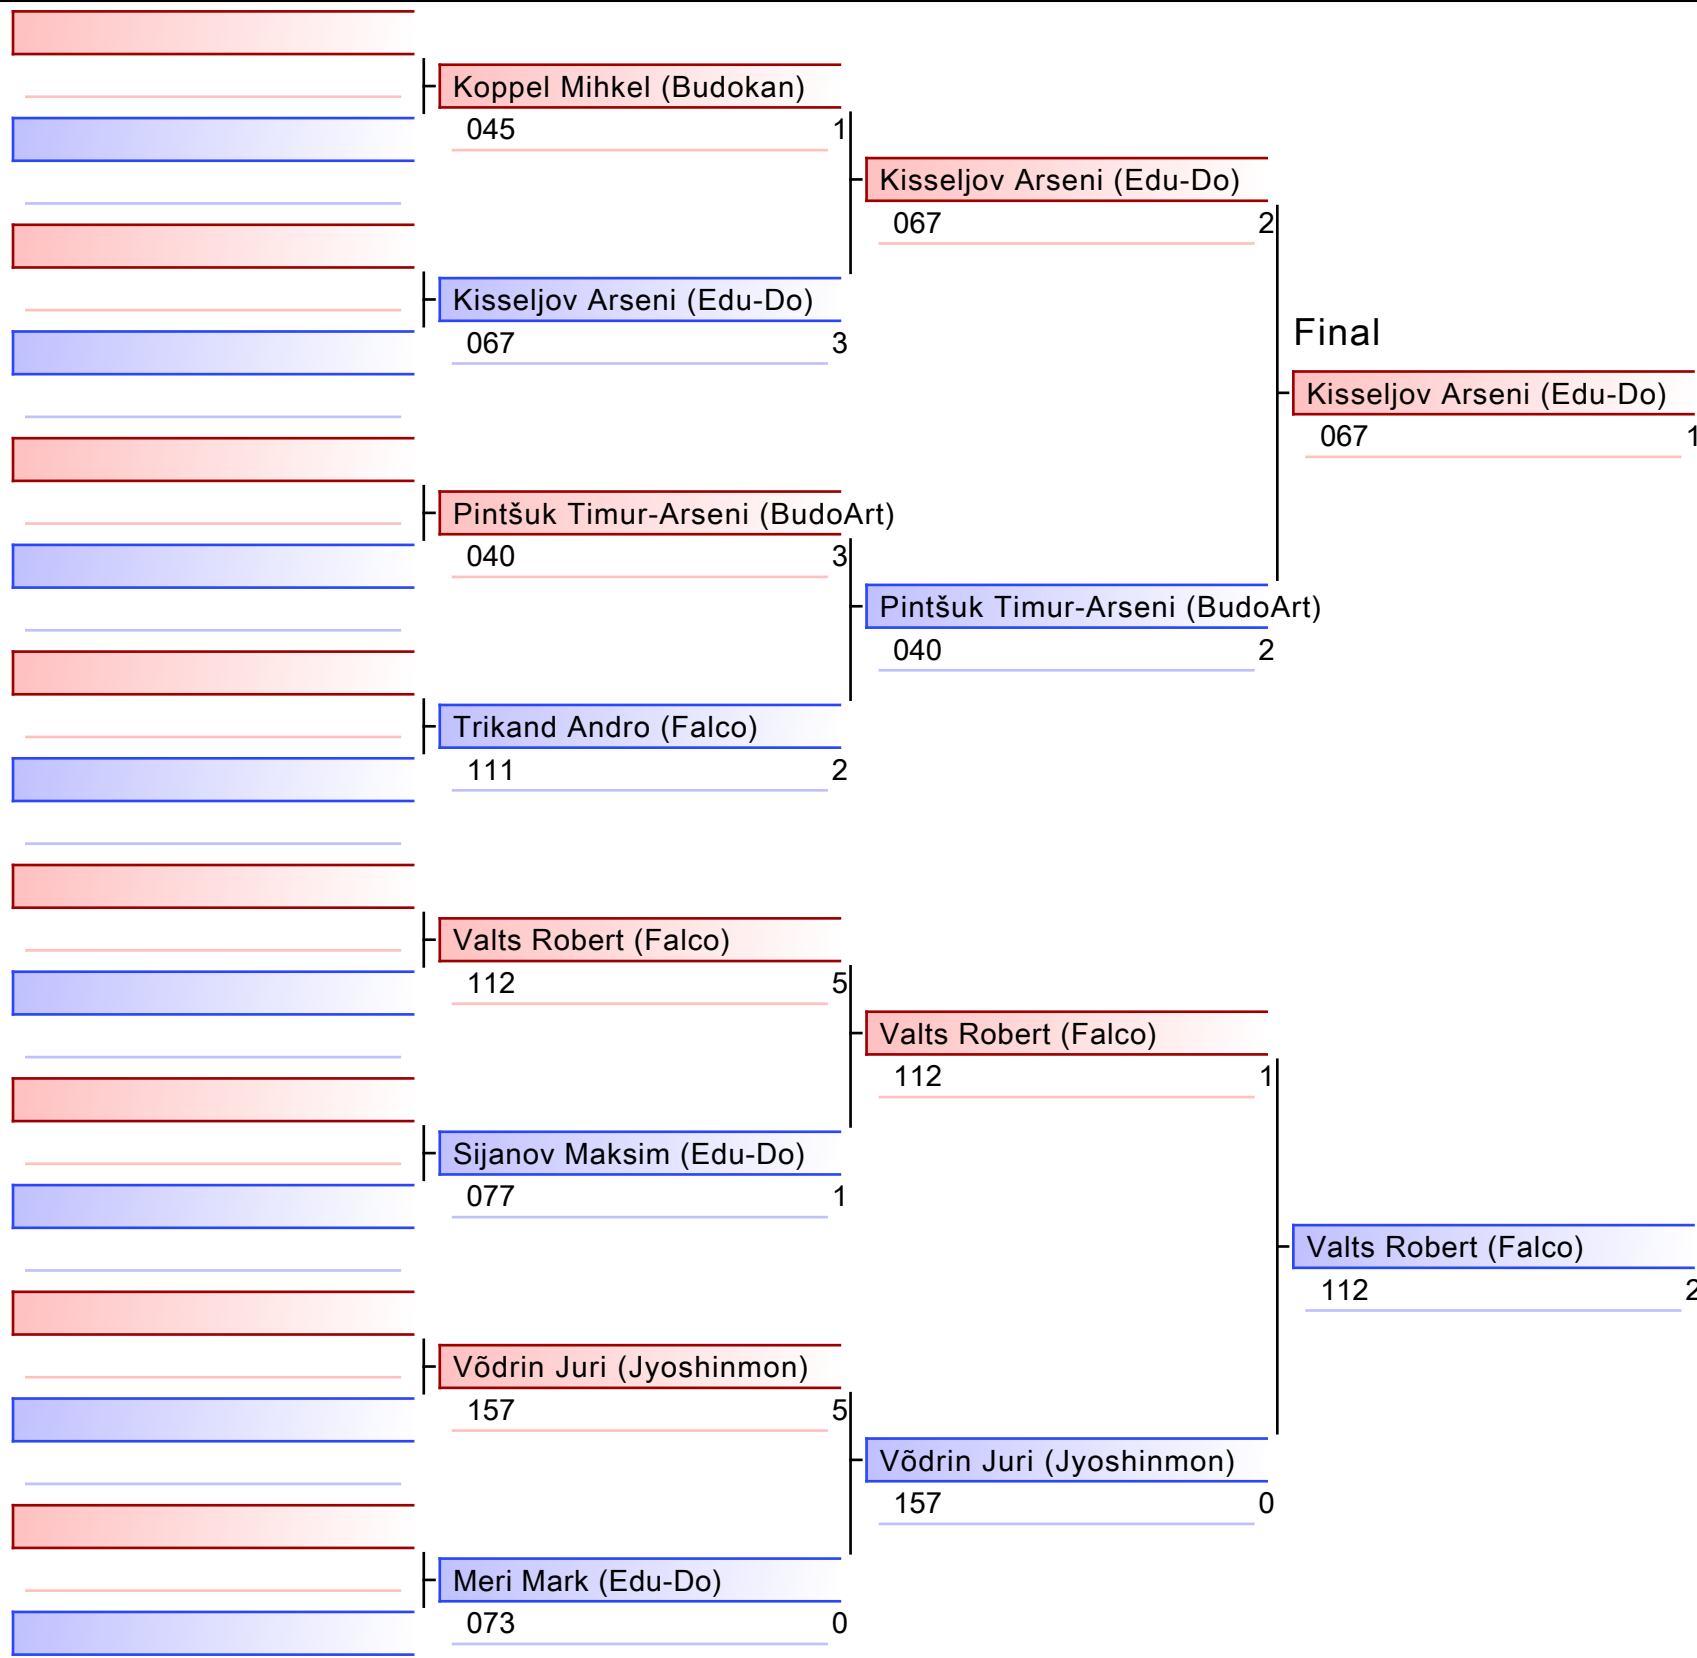 Koppel Mihkel (Budokan)
045 1
Kisseljov Arseni (Edu-Do)
067 3
Pintšuk Timur-Arseni (BudoArt)
040 3
Trikand Andro (Falco)
111 2
Valts Robert (Falco)
112 5
Sijanov Maksim (Edu-Do)
077 1
Võdrin Juri (Jyoshinmon)
157 5
Meri Mark (Edu-Do)
073 0
Kisseljov Arseni (Edu-Do)
067 2
Pintšuk Timur-Arseni (BudoArt)
040 2
Valts Robert (Falco)
112 1
Võdrin Juri (Jyoshinmon)
157 0
Final
Kisseljov Arseni (Edu-Do)
067 1
Valts Robert (Falco)
112 2